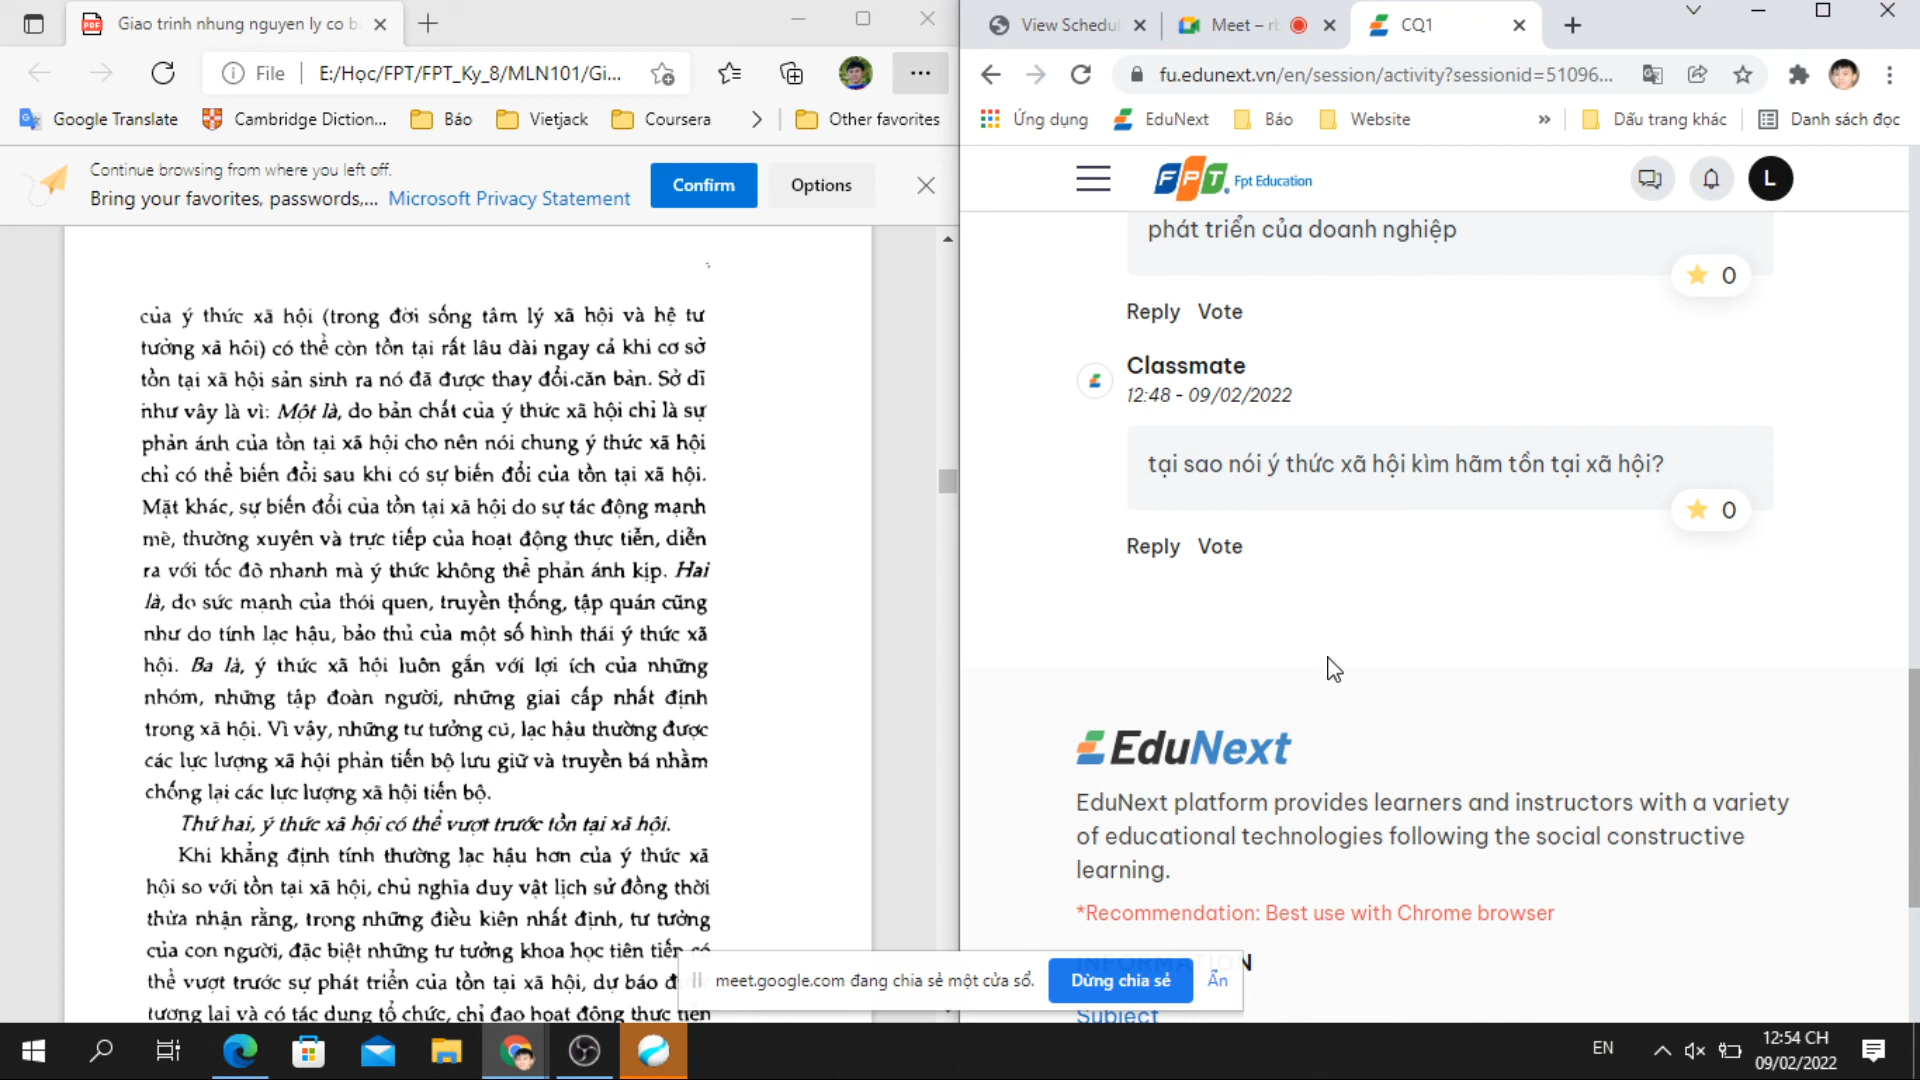 Giao trinh nhung nguyen ly co b
File
E:/Học/FPT/FPT_Ky_8/MLN101/Gi...
Google Translate
Cambridge Diction...
Báo
Vietjack
Coursera
Other favorites
Continue browsing from where you left off.
Bring your favorites, passwords,... Microsoft Privacy Statement
Confirm
Options
của ý thức xã hội (trong đời sống tâm lý xã hội và hệ tư
tưởng xã hội) có thể còn tồn tại rất lâu dài ngay cả khi cơ sở
tồn tại xã hội sản sinh ra nó đã được thay đổi căn bản. Sở dĩ
như vậy là vì: Một là, do bản chất của ý thức xã hội chỉ là sự
phản ánh của tồn tại xã hội cho nên nói chung ý thức xã hội
chỉ có thể biến đổi sau khi có sự biến đổi của tồn tại xã hội.
Mặt khác, sự biến đổi của tồn tại xã hội do sự tác động mạnh
mẽ, thường xuyên và trực tiếp của hoạt động thực tiễn, diễn
ra với tốc độ nhanh mà ý thức không thể phản ánh kịp. Hai
là, do sức mạnh của thói quen, truyền thống, tập quán cũng
như do tính lạc hậu, bảo thủ của một số hình thái ý thức xã
hội. Ba là, ý thức xã hội luôn gắn với lợi ích của những
nhóm, những tập đoàn người, những giai cấp nhất định
trong xã hội. Vì vậy, những tư tưởng cũ, lạc hậu thường được
các lực lượng xã hội phản tiến bộ lưu giữ và truyền bá nhằm
chống lại các lực lượng xã hội tiến bộ.
Thứ hai, ý thức xã hội có thể vượt trước tồn tại xã hội.
Khi khẳng định tính thường lạc hậu hơn của ý thức xã
hội so với tồn tại xã hội, chủ nghĩa duy vật lịch sử đồng thời
thừa nhận rằng, trong những điều kiện nhất định, tư tưởng
của con người, đặc biệt những tư tưởng khoa học tiên tiến có
thể vượt trước sự phát triển của tồn tại xã hội, dự báo
tương lai và có tác dụng tổ chức, chỉ đạo hoạt động thực tiễn
View Schedul
Meet – r
CQ1
fu.edunext.vn/en/session/activity?sessionid=51096...
Ứng dụng
EduNext
Báo
Website
»
Dấu trang khác
Danh sách đọc
FPT. Fpt Education
L
phát triển của doanh nghiệp
0
Reply Vote
Classmate
12:48 - 09/02/2022
tại sao nói ý thức xã hội kìm hãm tồn tại xã hội?
0
Reply Vote
EduNext
EduNext platform provides learners and instructors with a variety
of educational technologies following the social constructive
learning.
*Recommendation: Best use with Chrome browser
Subject
meet.google.com đang chia sẻ một cửa sổ.
Dừng chia sẻ
Ẩn
EN
12:54 CH
09/02/2022